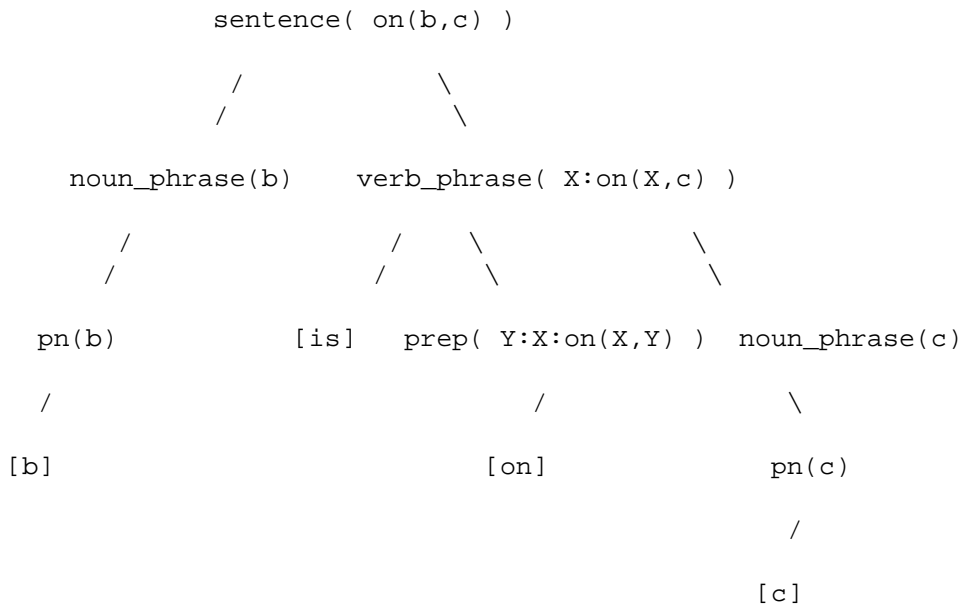 sentence( on(b,c) )
/ \
/ \
noun_phrase(b) verb_phrase( X:on(X,c) )
/ / \ \
/ / \ \
pn(b) [is] prep( Y:X:on(X,Y) ) noun_phrase(c)
/ / \
[b] [on] pn(c)
/
[c]